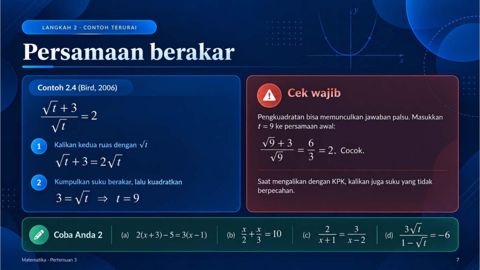 LANGKAH 2 · CONTOH TERURAI
Persamaan berakar
Contoh 2.4 (Bird, 2006)
(√t + 3)/√t = 2
1 Kalikan kedua ruas dengan √t
√t + 3 = 2√t
2 Kumpulkan suku berakar, lalu kuadratkan
3 = √t ⇒ t = 9
Cek wajib
Pengkuadratan bisa memunculkan jawaban palsu. Masukkan
t = 9 ke persamaan awal:
(√9 + 3)/√9 = 6/3 = 2. Cocok.
Saat mengalikan dengan KPK, kalikan juga suku yang tidak
berpecahan.
Coba Anda 2 (a) 2(x+3) − 5 = 3(x−1) (b) x/2 + x/3 = 10 (c) 2/(x+1) = 3/(x−2) (d) 3√t/(1−√t) = −6
Matematika · Pertemuan 3
7